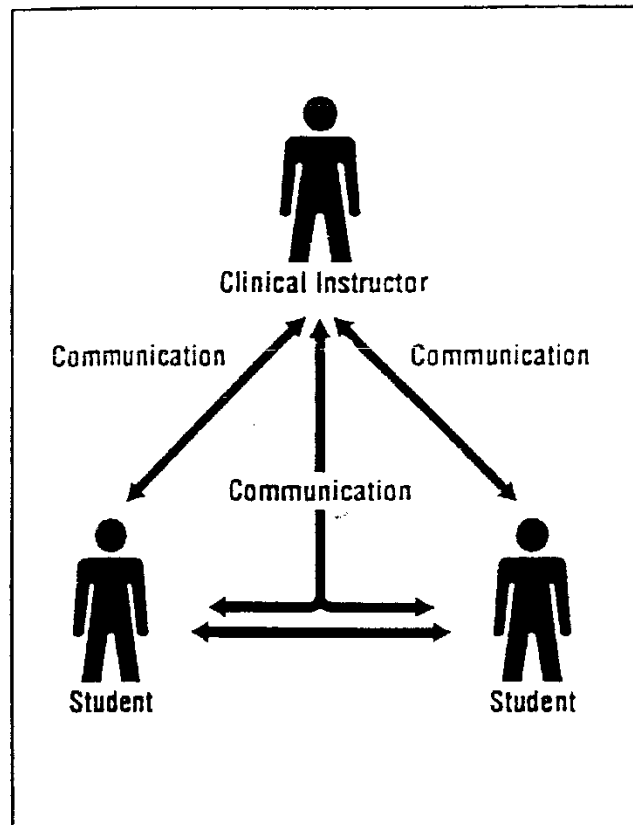 Clinical Instructor
Communication
Communication
Communication
Student
Student